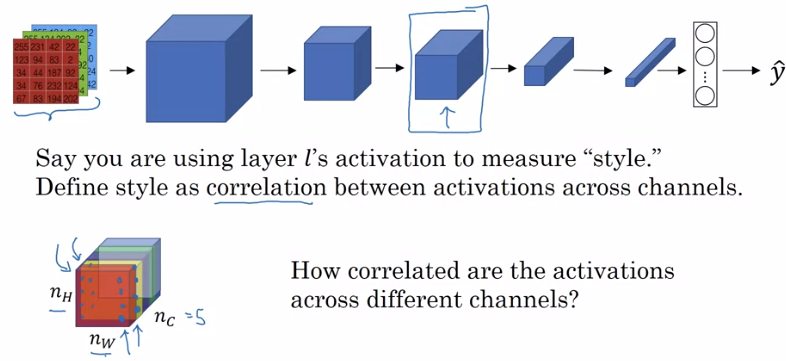 255 231 42 22
123 94 83 2
34 44 187 92
34 76 232 124
67 83 194 202
ŷ
Say you are using layer l’s activation to measure “style.”
Define style as correlation between activations across channels.
How correlated are the activations
across different channels?
n_H
n_W
n_C =5